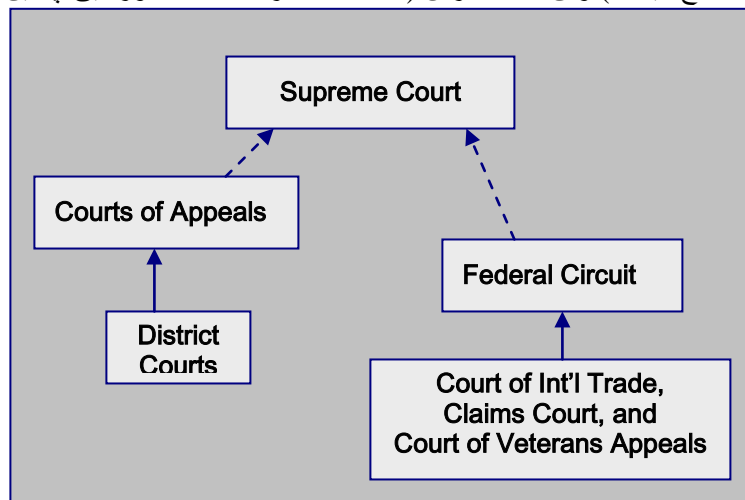 Supreme Court
Courts of Appeals
Federal Circuit
District
Courts
Court of Int'l Trade,
Claims Court, and
Court of Veterans Appeals